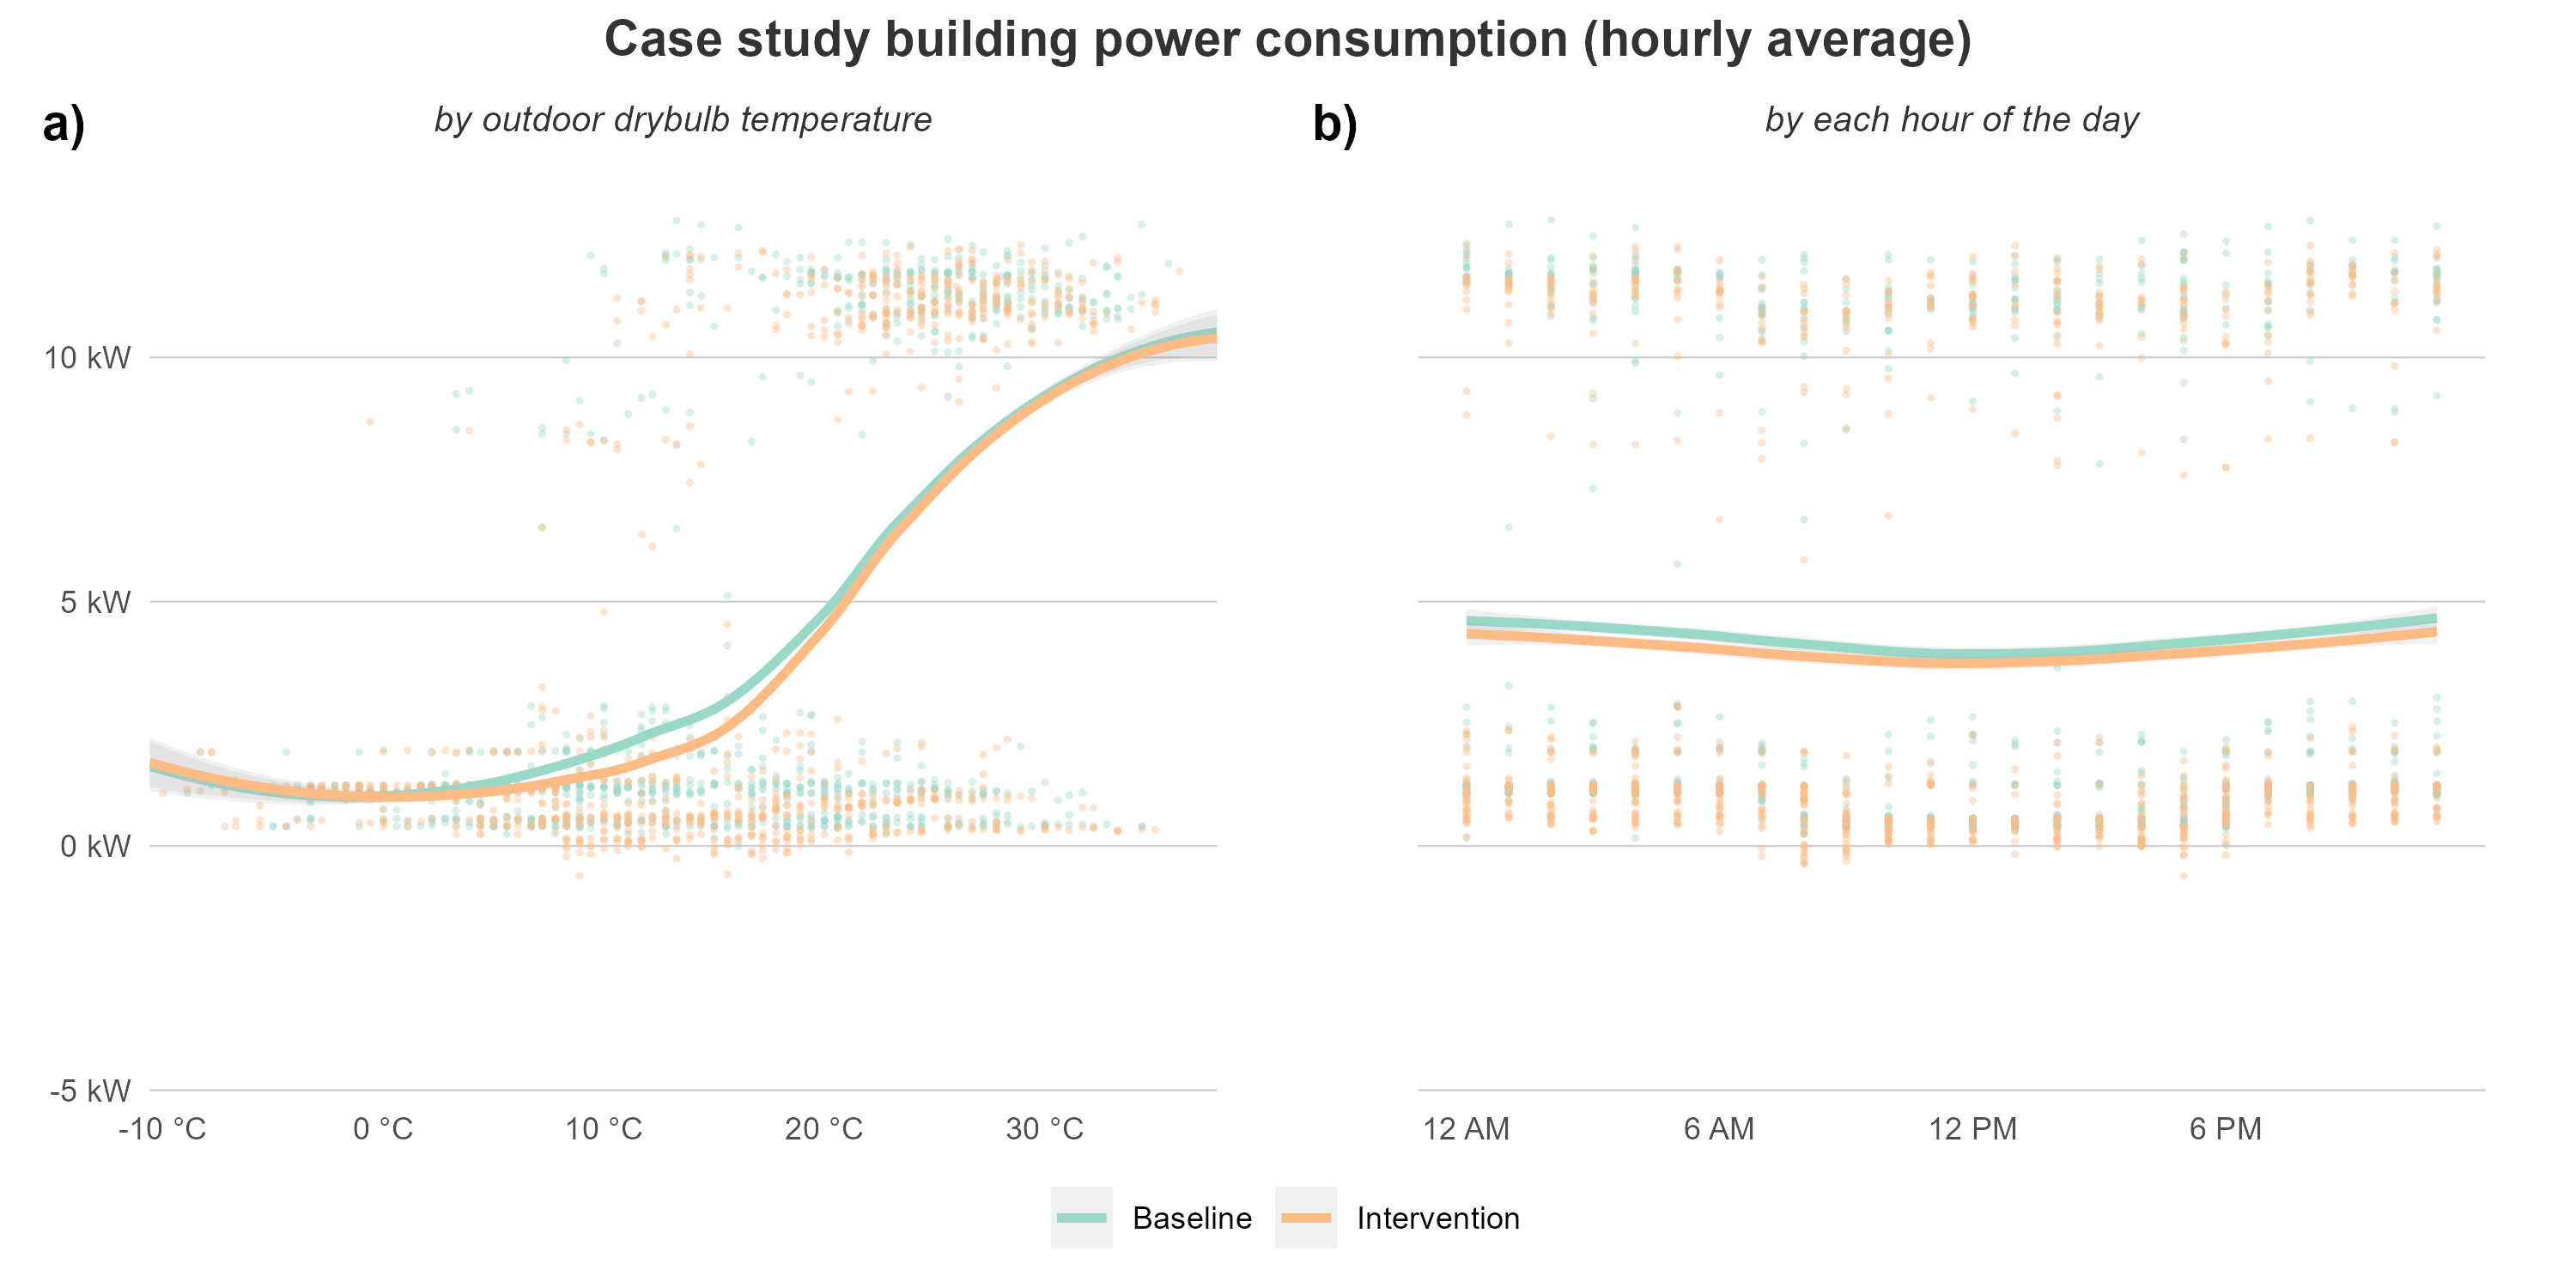 Case study building power consumption (hourly average)
a)
by outdoor drybulb temperature
b)
by each hour of the day
10 kW
5 kW
0 kW
-5 kW
-10 °C
0 °C
10 °C
20 °C
30 °C
12 AM
6 AM
12 PM
6 PM
Baseline
Intervention